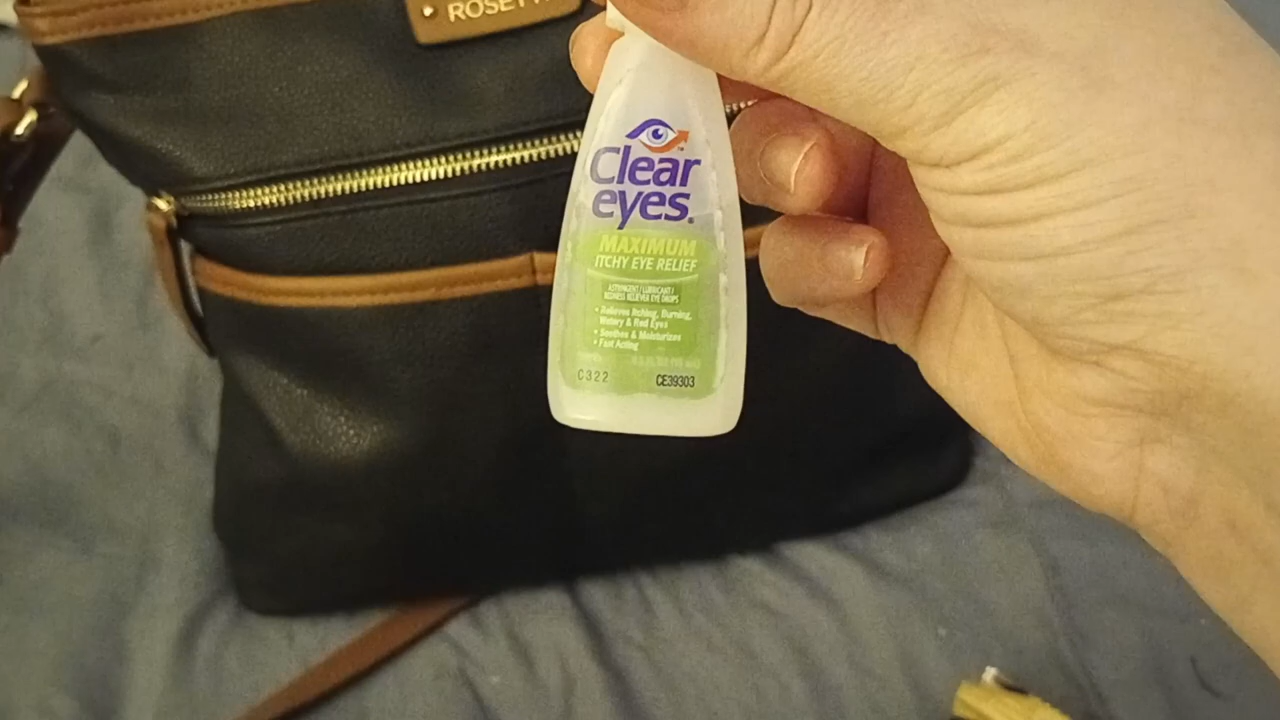 ROSETTI
Clear
eyes®
MAXIMUM
ITCHY EYE RELIEF
ASTRINGENT/LUBRICANT/
REDNESS RELIEVER EYE DROPS
• Relieves Itching, Burning,
Watery & Red Eyes
• Soothes & Moisturizes
• Fast Acting
C322 CE39303